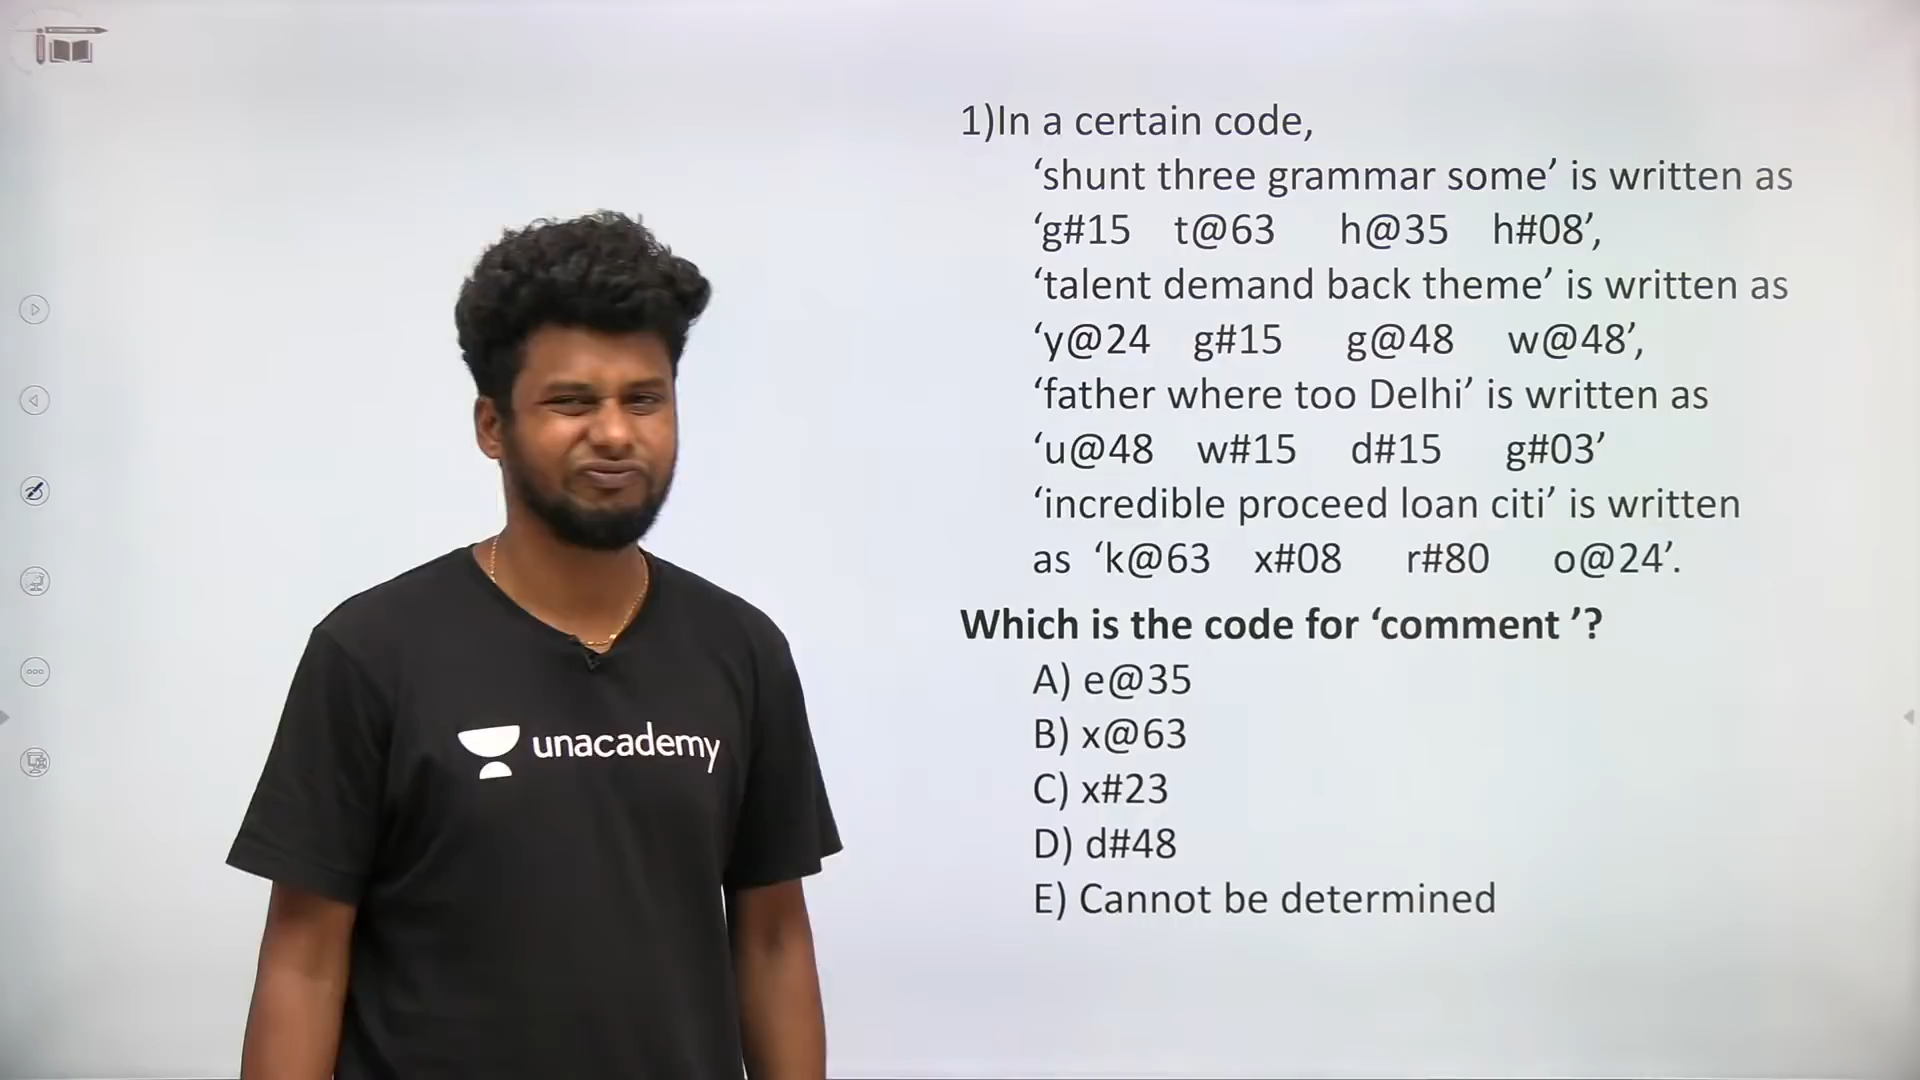 1)In a certain code,
‘shunt three grammar some’ is written as
‘g#15 t@63 h@35 h#08’,
‘talent demand back theme’ is written as
‘y@24 g#15 g@48 w@48’,
‘father where too Delhi’ is written as
‘u@48 w#15 d#15 g#03’
‘incredible proceed loan citi’ is written
as ‘k@63 x#08 r#80 o@24’.
Which is the code for ‘comment ’?
A) e@35
B) x@63
C) x#23
D) d#48
E) Cannot be determined
unacademy